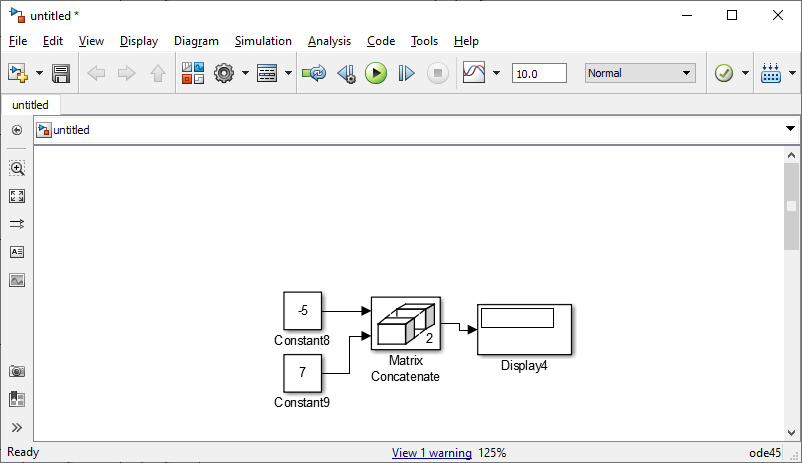 untitled *
File Edit View Display Diagram Simulation Analysis Code Tools Help
10.0 Normal
untitled
untitled
-5
Constant8
2
Matrix
Concatenate
Display4
7
Constant9
Ready View 1 warning 125% ode45